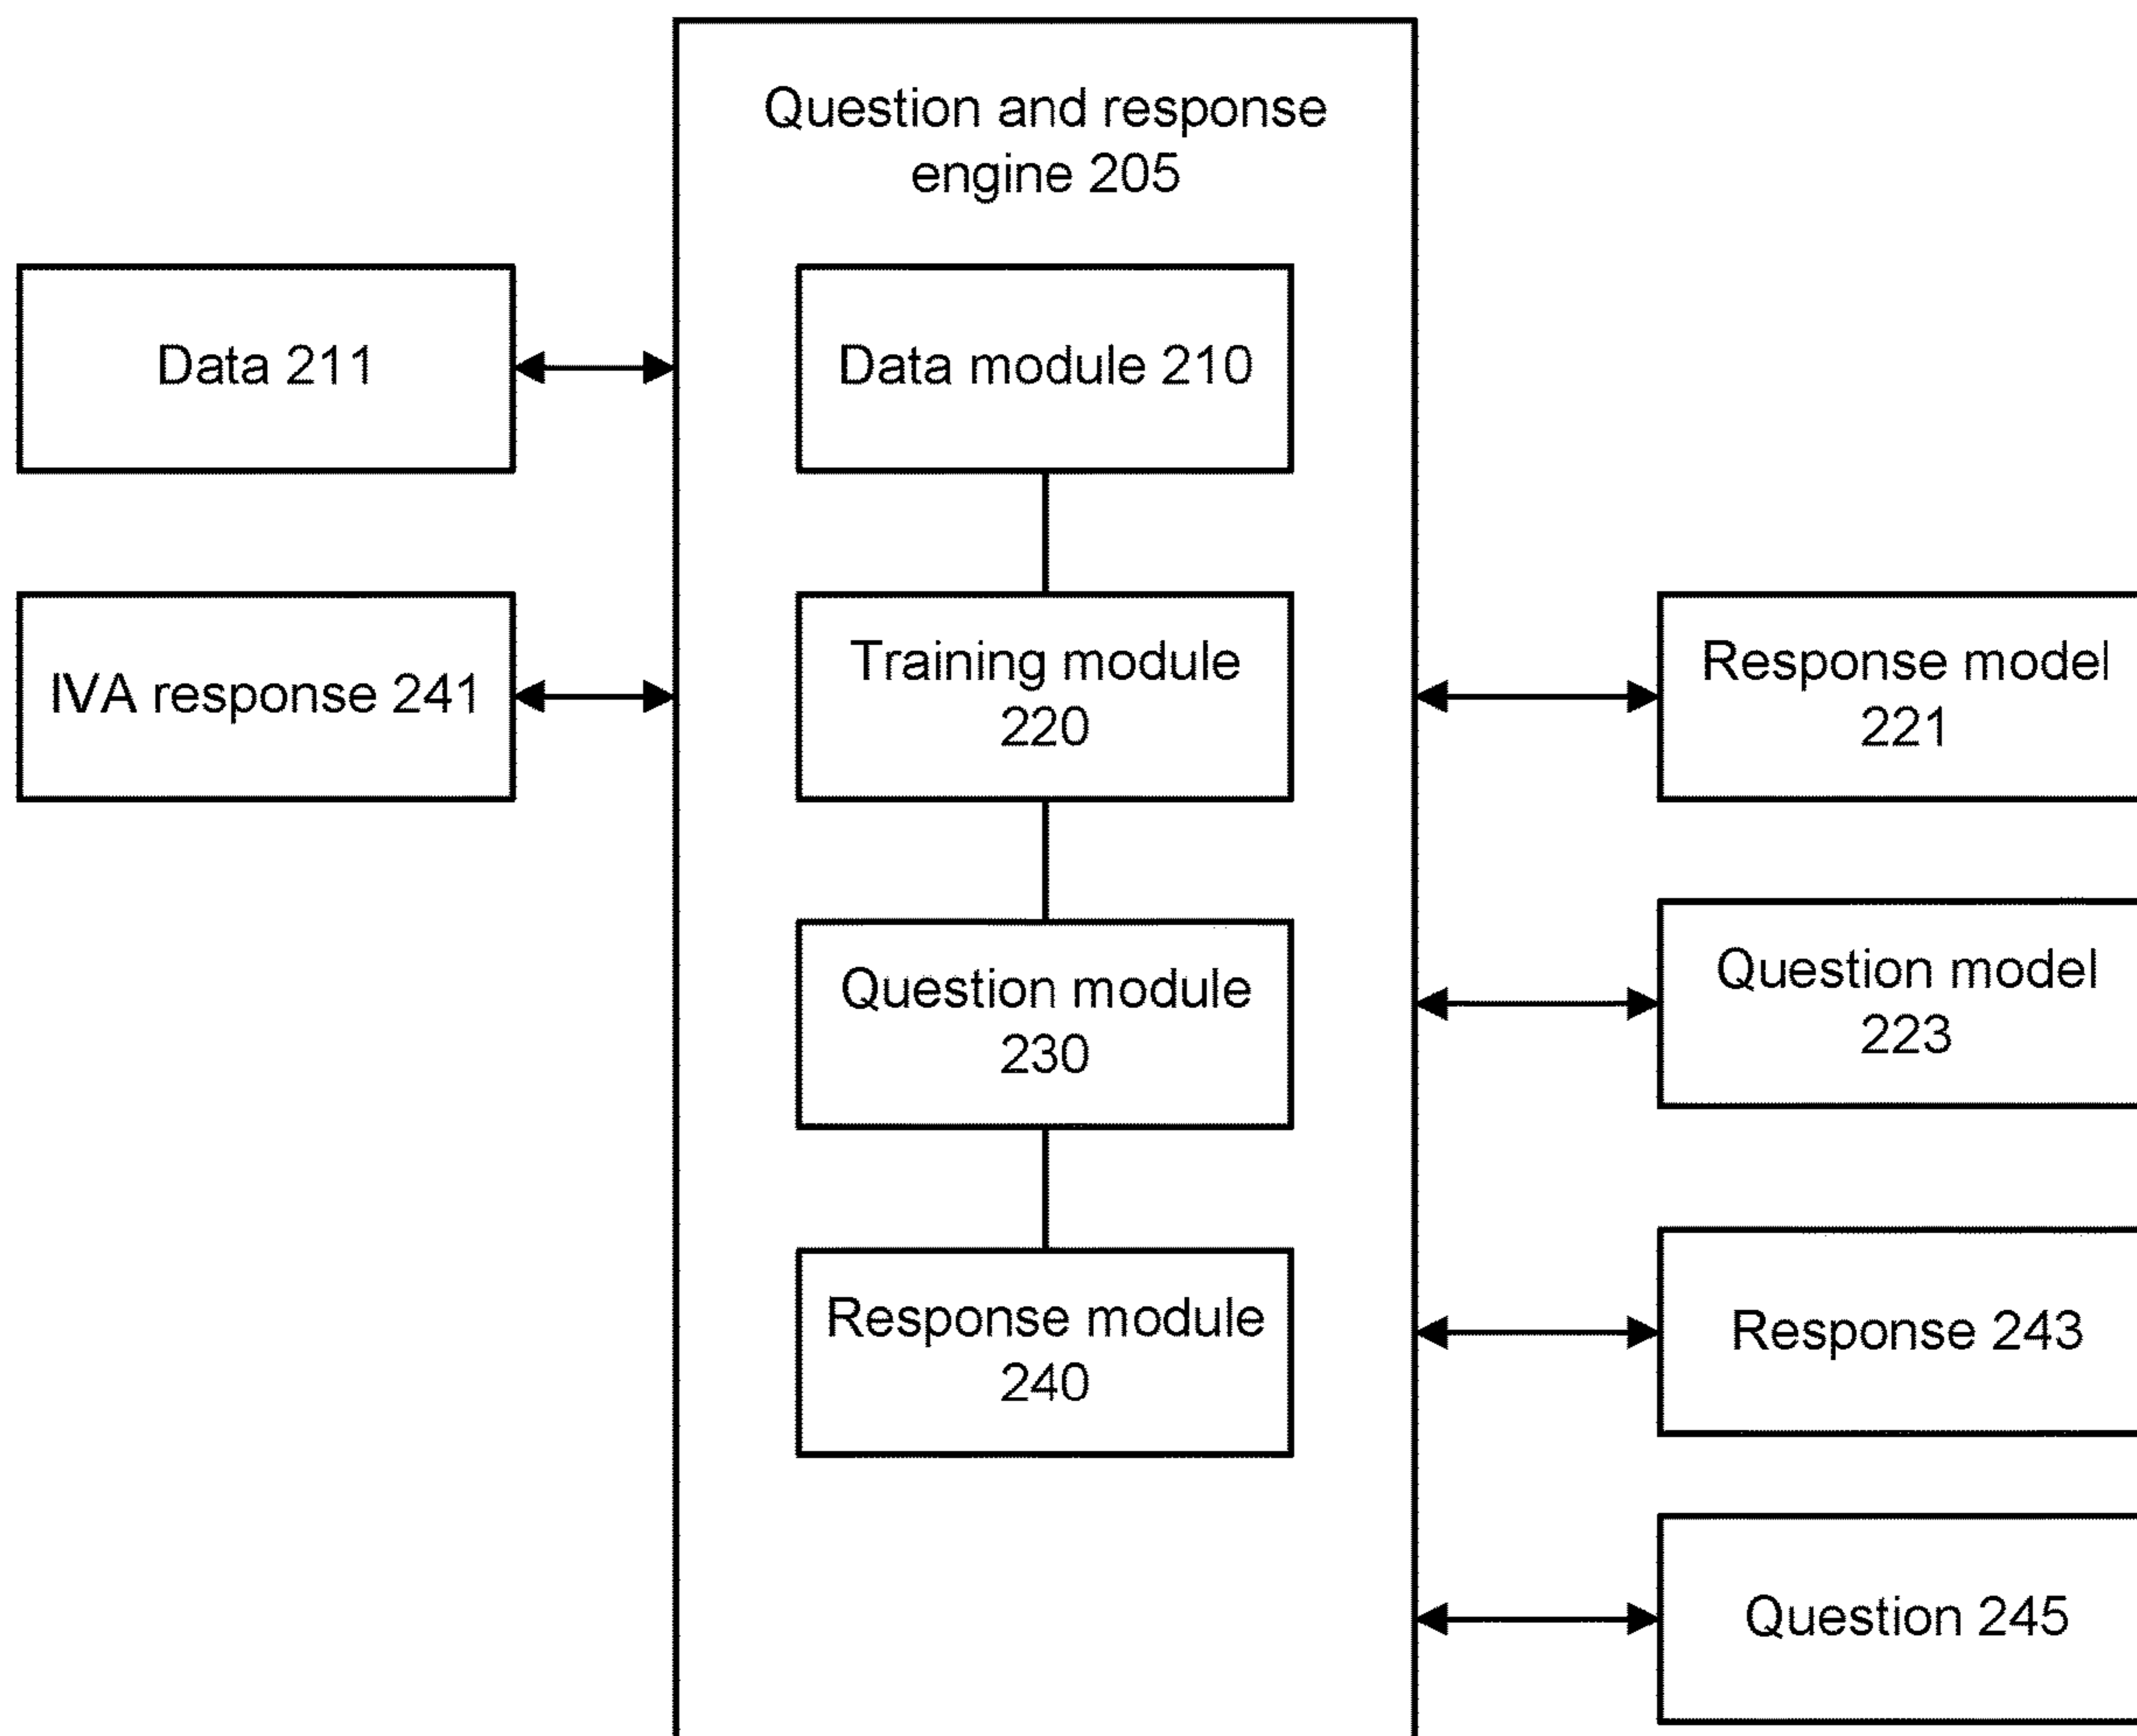 Question and response
engine 205
Data 211
Data module 210
IVA response 241
Training module
220
Response model
221
Question module
230
Question model
223
Response module
240
Response 243
Question 245